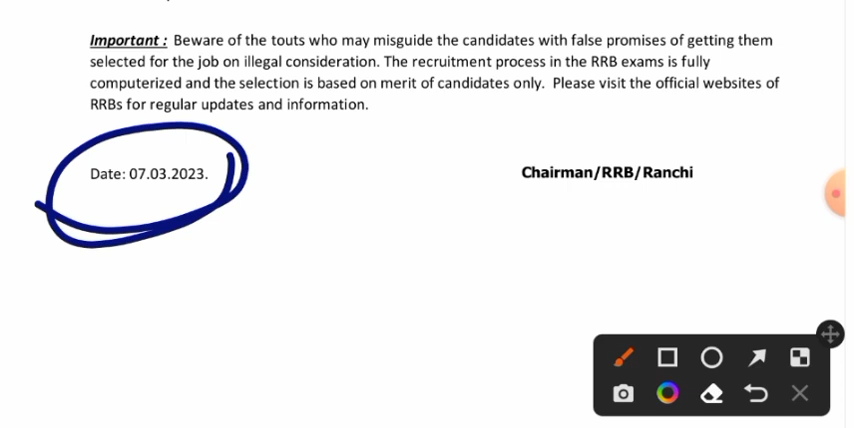 Important : Beware of the touts who may misguide the candidates with false promises of getting them
selected for the job on illegal consideration. The recruitment process in the RRB exams is fully
computerized and the selection is based on merit of candidates only. Please visit the official websites of
RRBs for regular updates and information.
Date: 07.03.2023.
Chairman/RRB/Ranchi